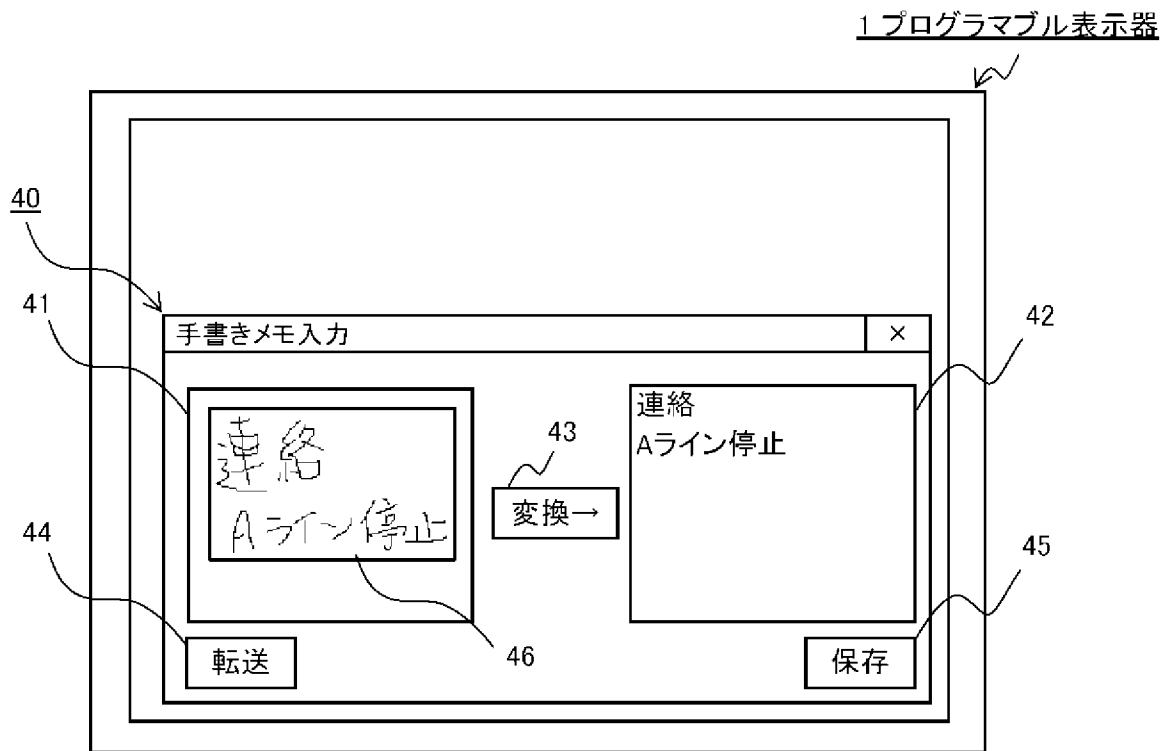 1 プログラマブル表示器
40
41
手書きメモ入力
×
42
連絡
Aライン停止
43
変換→
連絡
Aライン停止
44
転送
46
保存
45